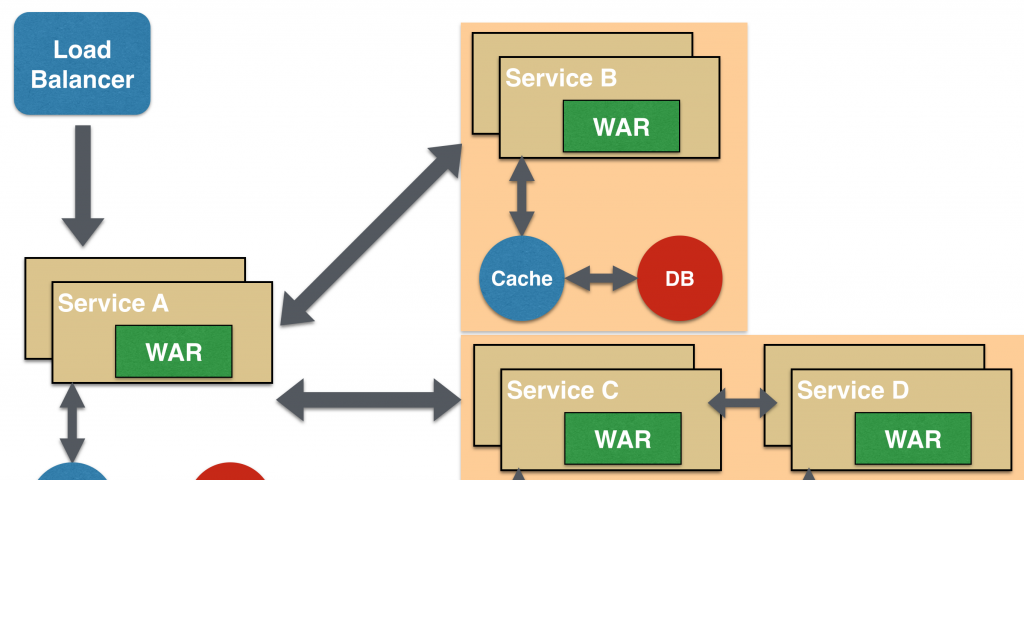 Load
Balancer
Service B
WAR
Cache
DB
Service A
WAR
Service C
WAR
Service D
WAR